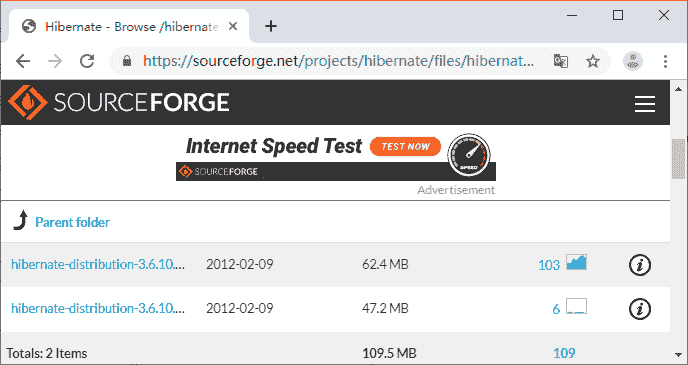 Hibernate - Browse /hibernat
https://sourceforge.net/projects/hibernate/files/hibernat...
SOURCEFORGE
Internet Speed Test TEST NOW
SPEED
SOURCEFORGE
Advertisement
Parent folder
hibernate-distribution-3.6.10.... 2012-02-09 62.4 MB 103
hibernate-distribution-3.6.10.... 2012-02-09 47.2 MB 6
Totals: 2 Items 109.5 MB 109